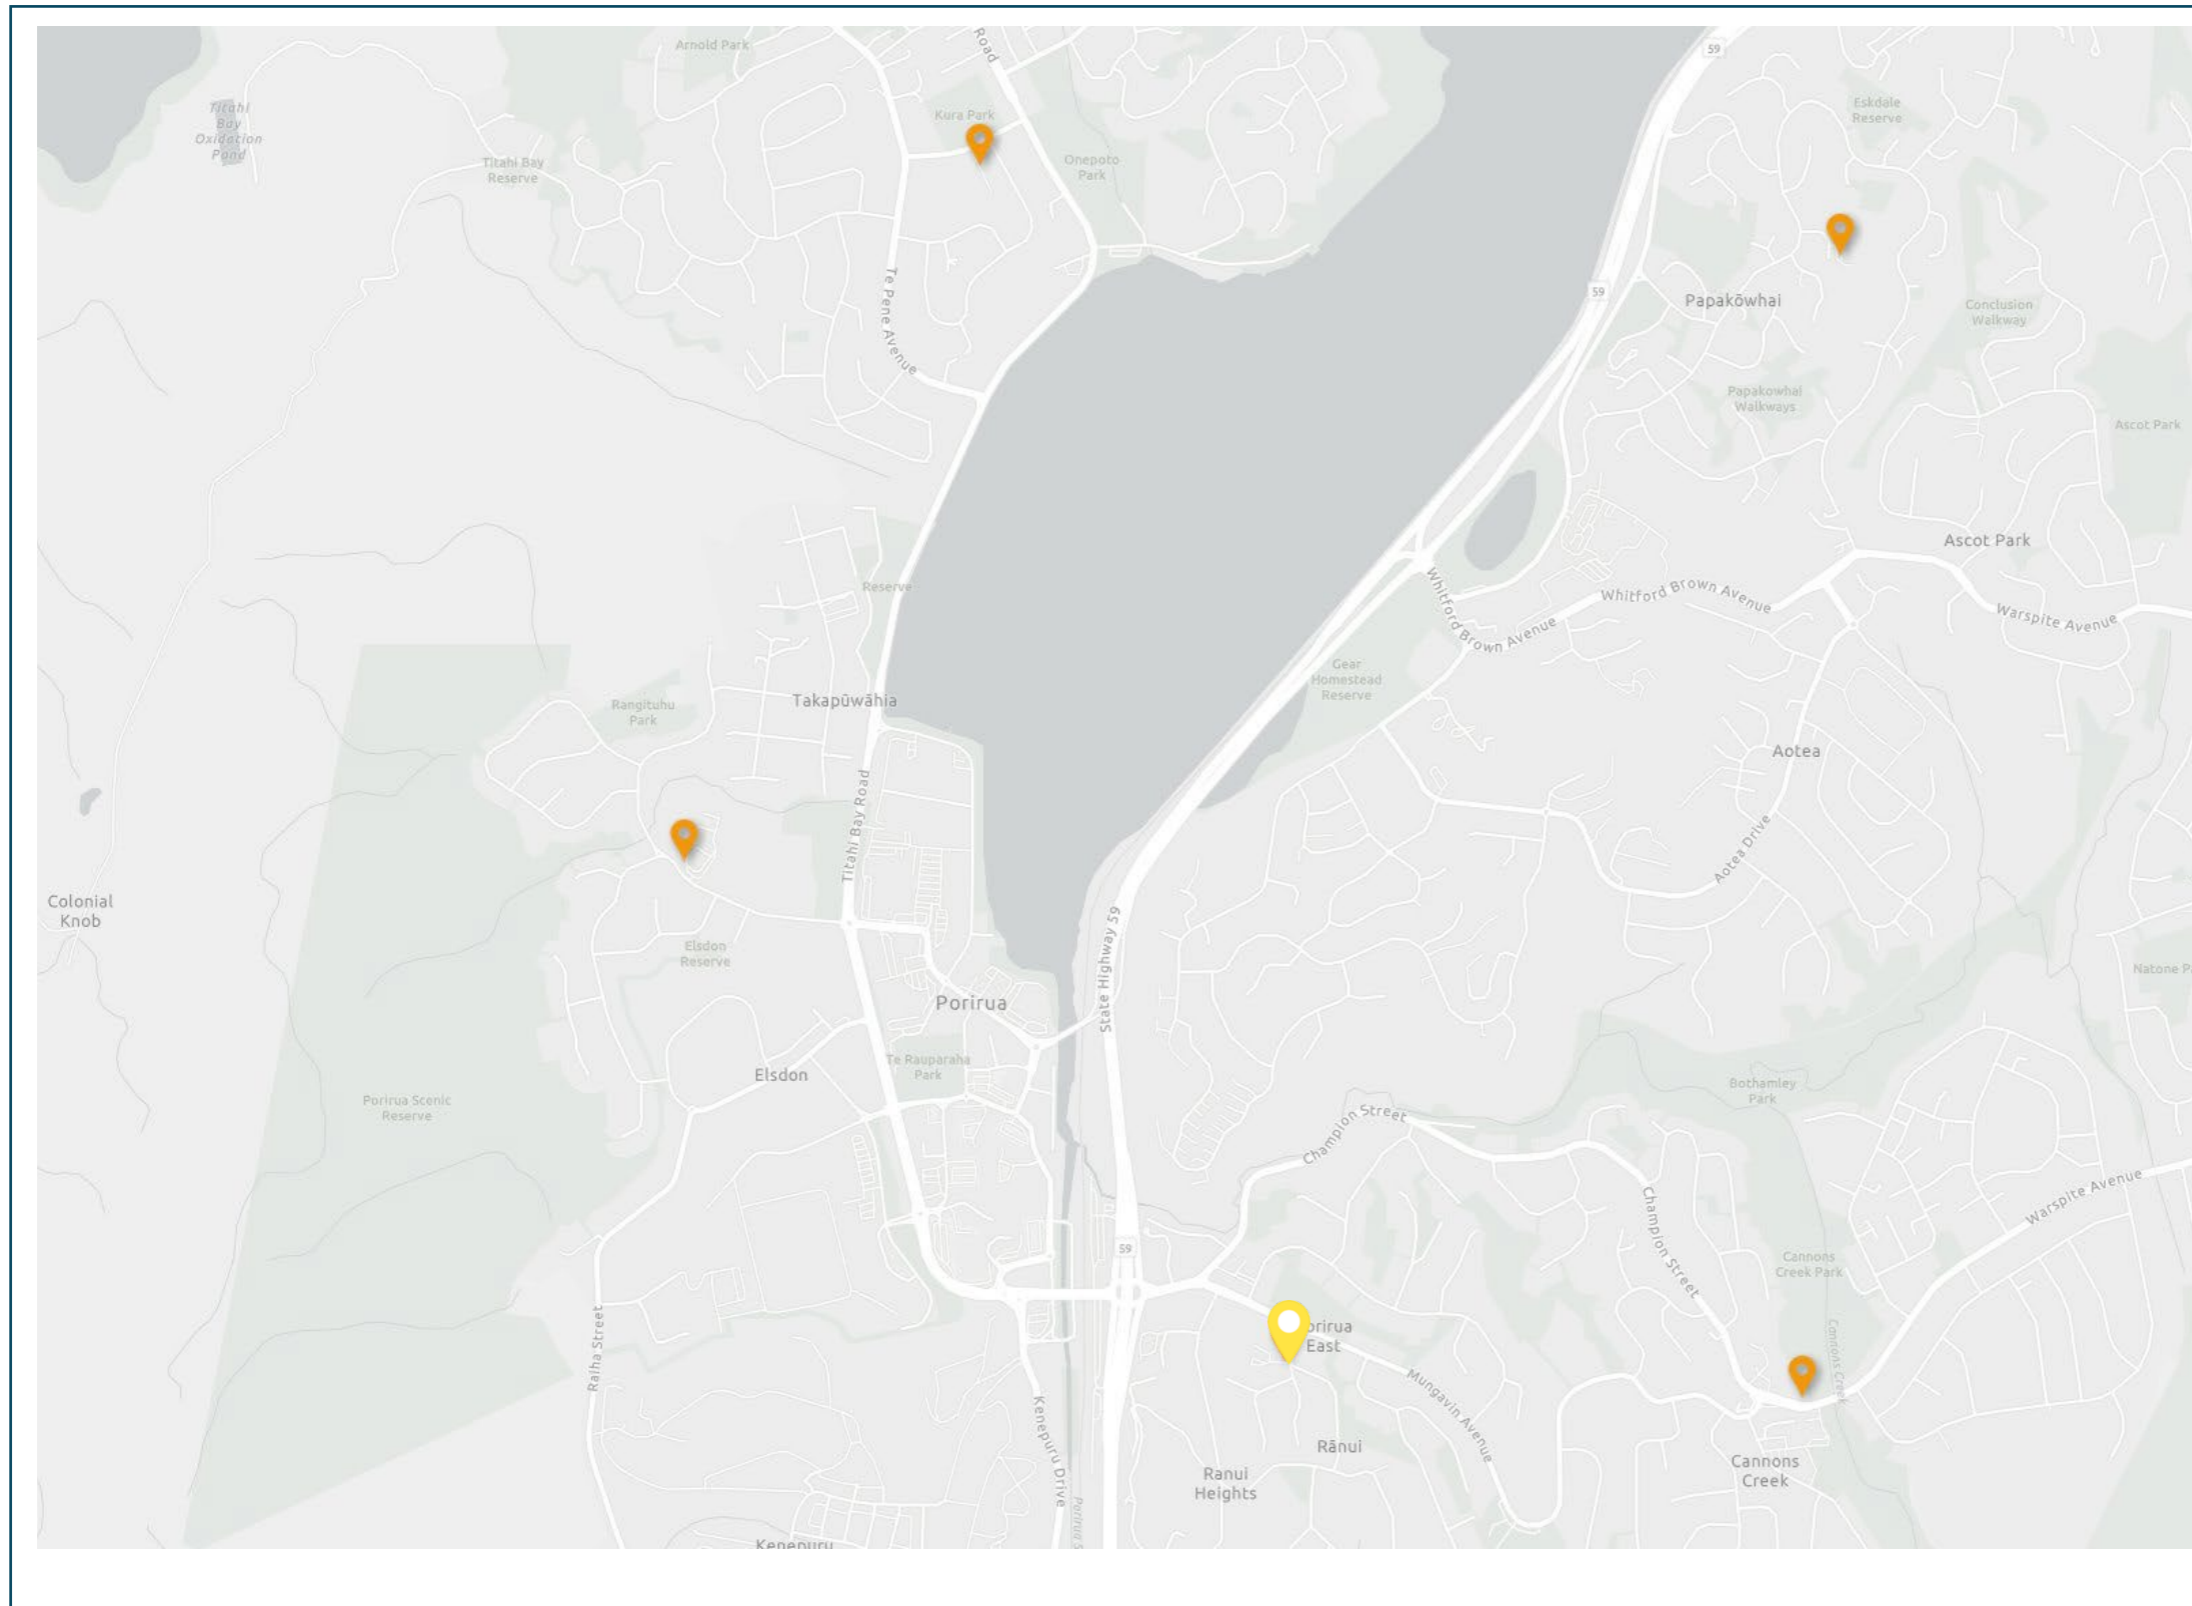 Arnold Park
Road
59
Titahi
Bay
Oxidation
Pond
Kura Park
Eskdale
Reserve
Titahi Bay
Reserve
Onepoto
Park
Te Pene Avenue
59
Papakōwhai
Conclusion
Walkway
Papakowhai
Walkways
Ascot Park
Ascot Park
Reserve
Whitford Brown Avenue
Whitford Brown Avenue
Warspite Avenue
Gear
Homestead
Reserve
Rangituhu
Park
Takapūwāhia
Aotea
Titahi Bay Road
Aotea Drive
Colonial
Knob
Elsdon
Reserve
State Highway 59
Natone P
Porirua
Te Rauparaha
Park
Elsdon
Bothamley
Park
Porirua Scenic
Reserve
Champion Street
Champion Street
Warspite Avenue
59
Cannons
Creek Park
Raiha Street
orirua
East
Cannons Creek
Mungavin Avenue
Kenepuru Drive
Rānui
Ranui
Heights
Cannons
Creek
Porirua S
Kenepuru